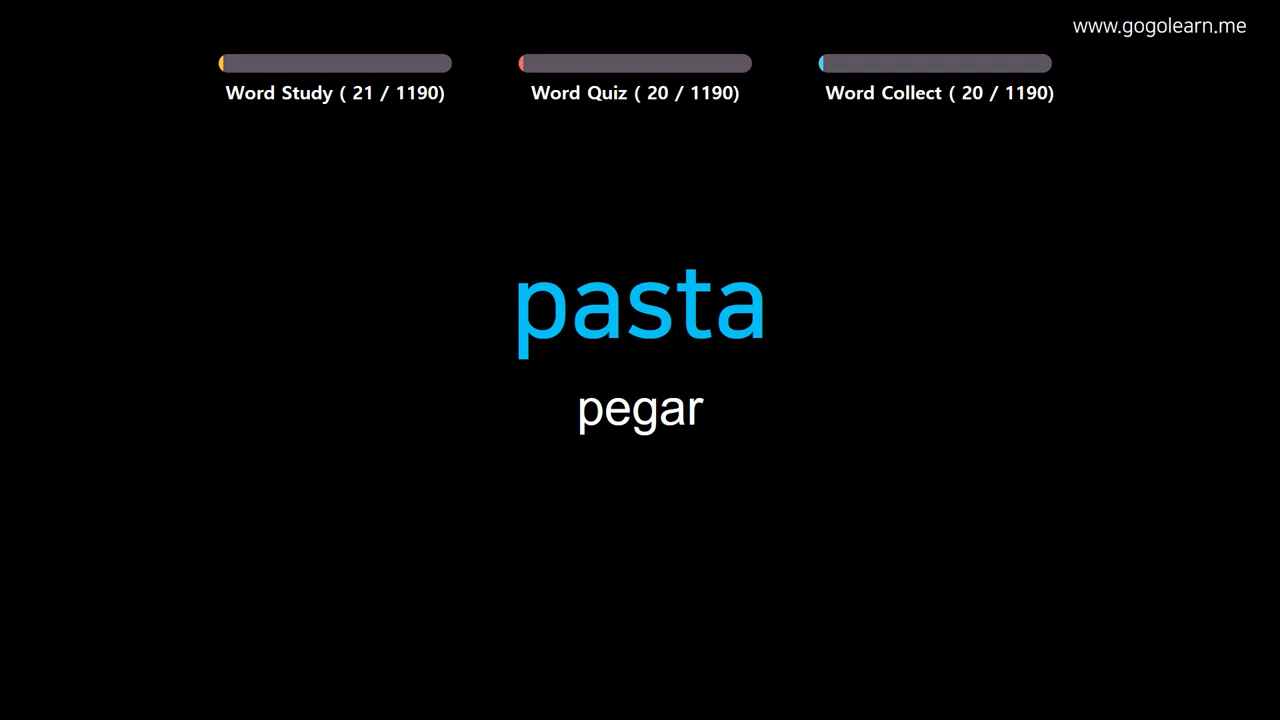 www.gogolearn.me
Word Study ( 21 / 1190)
Word Quiz ( 20 / 1190)
Word Collect ( 20 / 1190)
pasta
pegar